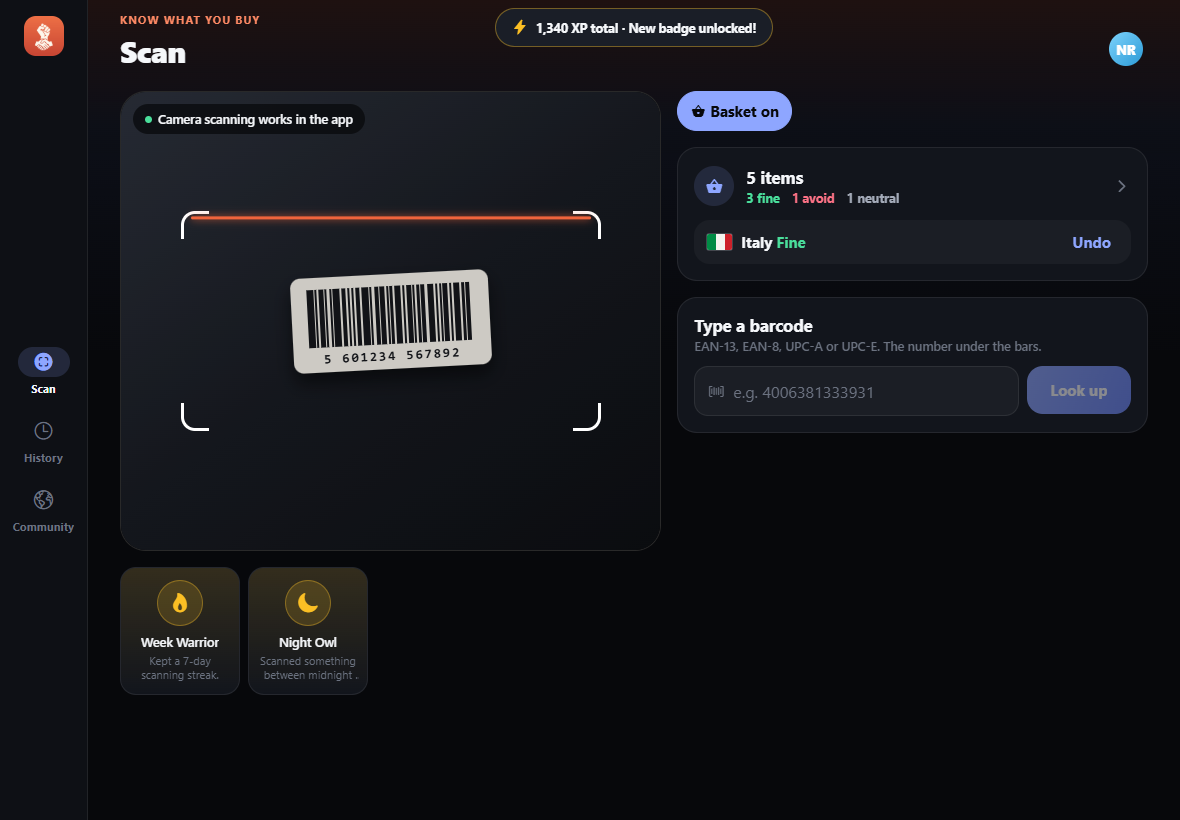 KNOW WHAT YOU BUY
Scan
1,340 XP total · New badge unlocked!
NR
Camera scanning works in the app
5 601234 567892
Basket on
5 items
3 fine 1 avoid 1 neutral
Italy Fine
Undo
Type a barcode
EAN-13, EAN-8, UPC-A or UPC-E. The number under the bars.
e.g. 4006381333931
Look up
Scan
History
Community
Week Warrior
Kept a 7-day
scanning streak.
Night Owl
Scanned something
between midnight .